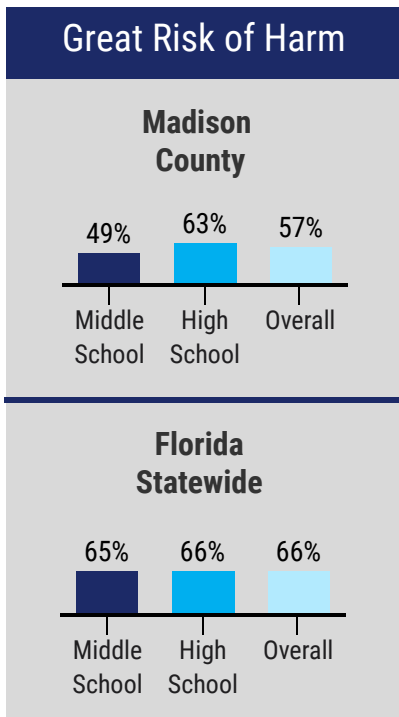 Great Risk of Harm
Madison
County
49% 63% 57%
Middle High Overall
School School
Florida
Statewide
65% 66% 66%
Middle High Overall
School School